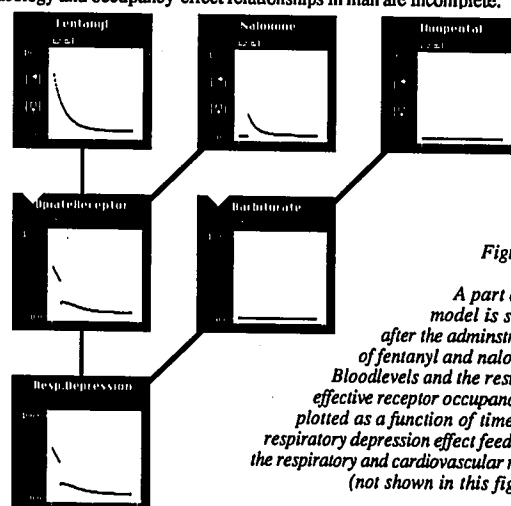 ology and occupancy-effect relationships in man are incomplete.
Fentanyl
Naloxone
Thiopental
OpiateReceptor
Barbiturate
Resp.Depression
Figu
A part o
model is s
after the adminstr
of fentanyl and nalo
Bloodlevels and the rest
effective receptor occupanc
plotted as a function of time
respiratory depression effect feed
the respiratory and cardiovascular r
(not shown in this fig